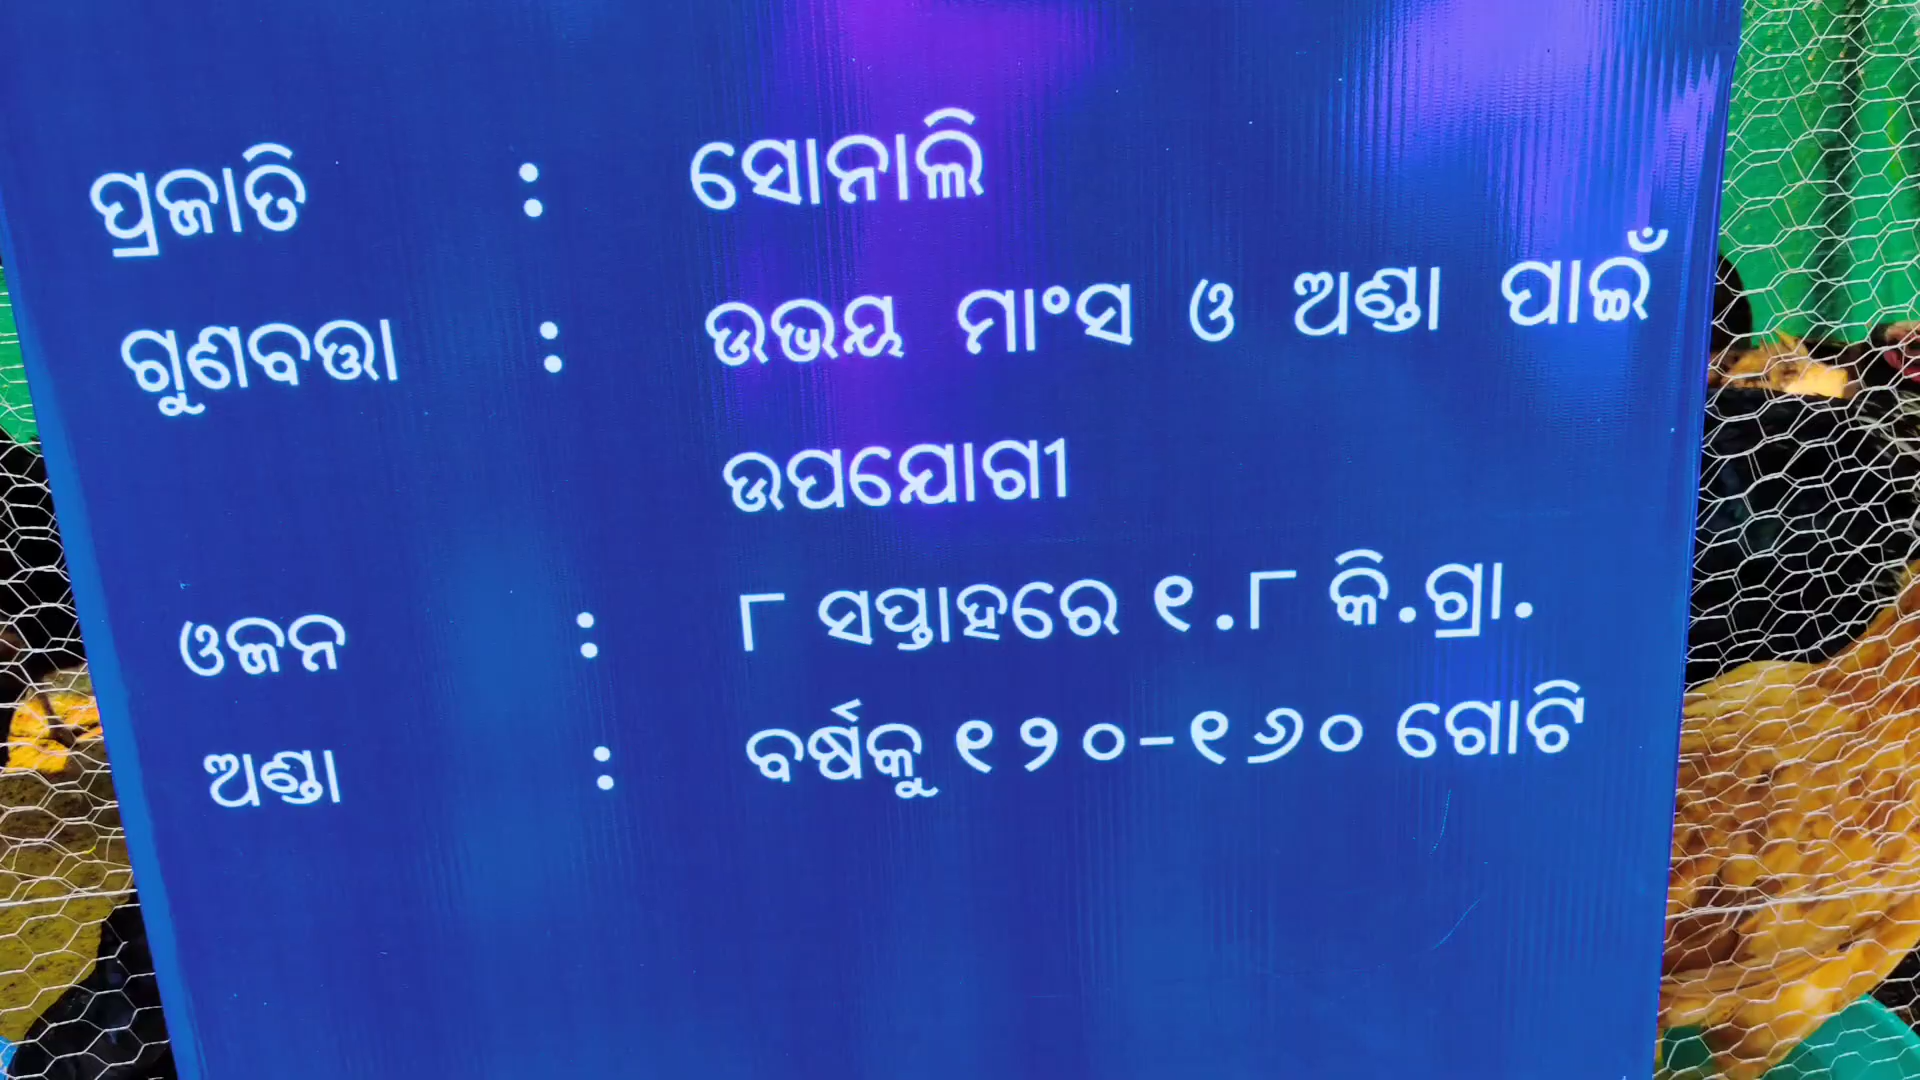 ପ୍ରଜାତି : ସୋନାଲି
ଗୁଣବତ୍ତା : ଉଭୟ ମାଂସ ଓ ଅଣ୍ଡା ପାଇଁ
ଉପଯୋଗୀ
ଓଜନ : ୮ ସପ୍ତାହରେ ୧.୮ କି.ଗ୍ରା.
ଅଣ୍ଡା : ବର୍ଷକୁ ୧୨୦-୧୬୦ ଗୋଟି